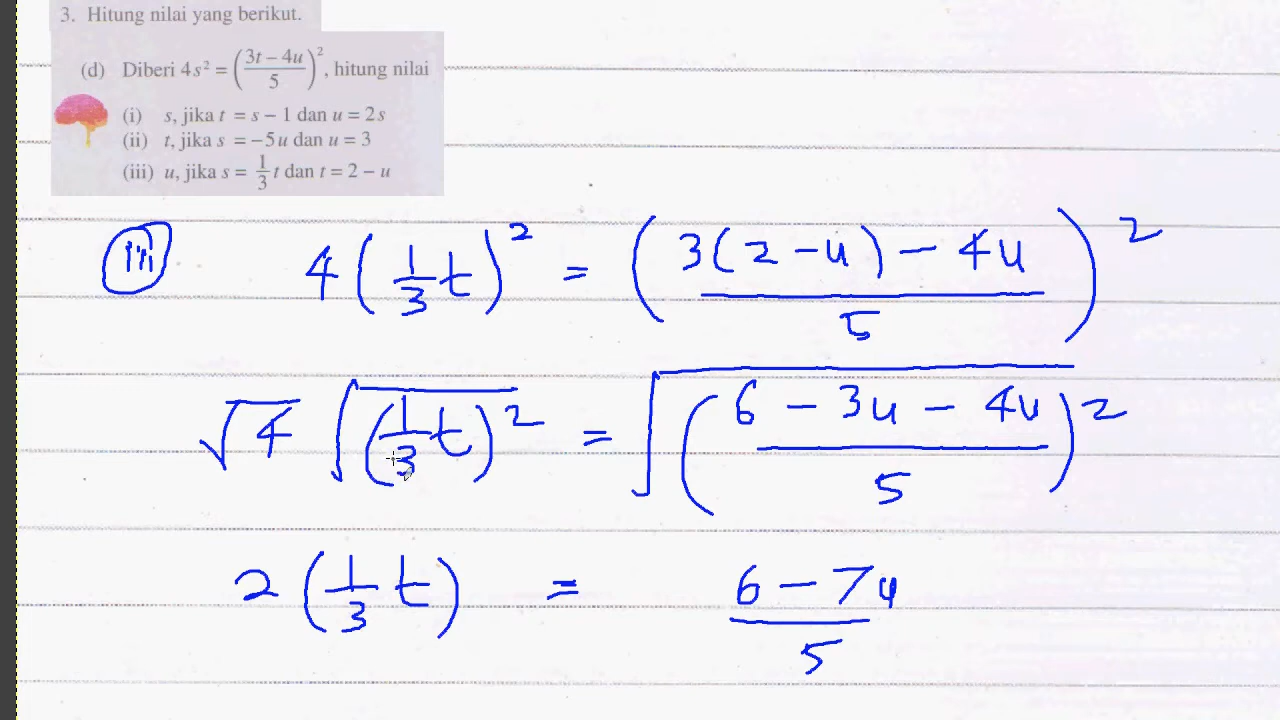 3. Hitung nilai yang berikut.
(d) Diberi 4s² = ((3t − 4u)/5)², hitung nilai
(i) s, jika t = s − 1 dan u = 2s
(ii) t, jika s = −5u dan u = 3
(iii) u, jika s = 1/3 t dan t = 2 − u
iii 4(1/3 t)² = ((3(2 − u) − 4u)/5)²
√4 √(1/3 t)² = √((6 − 3u − 4u)/5)²
2(1/3 t) = (6 − 7u)/5